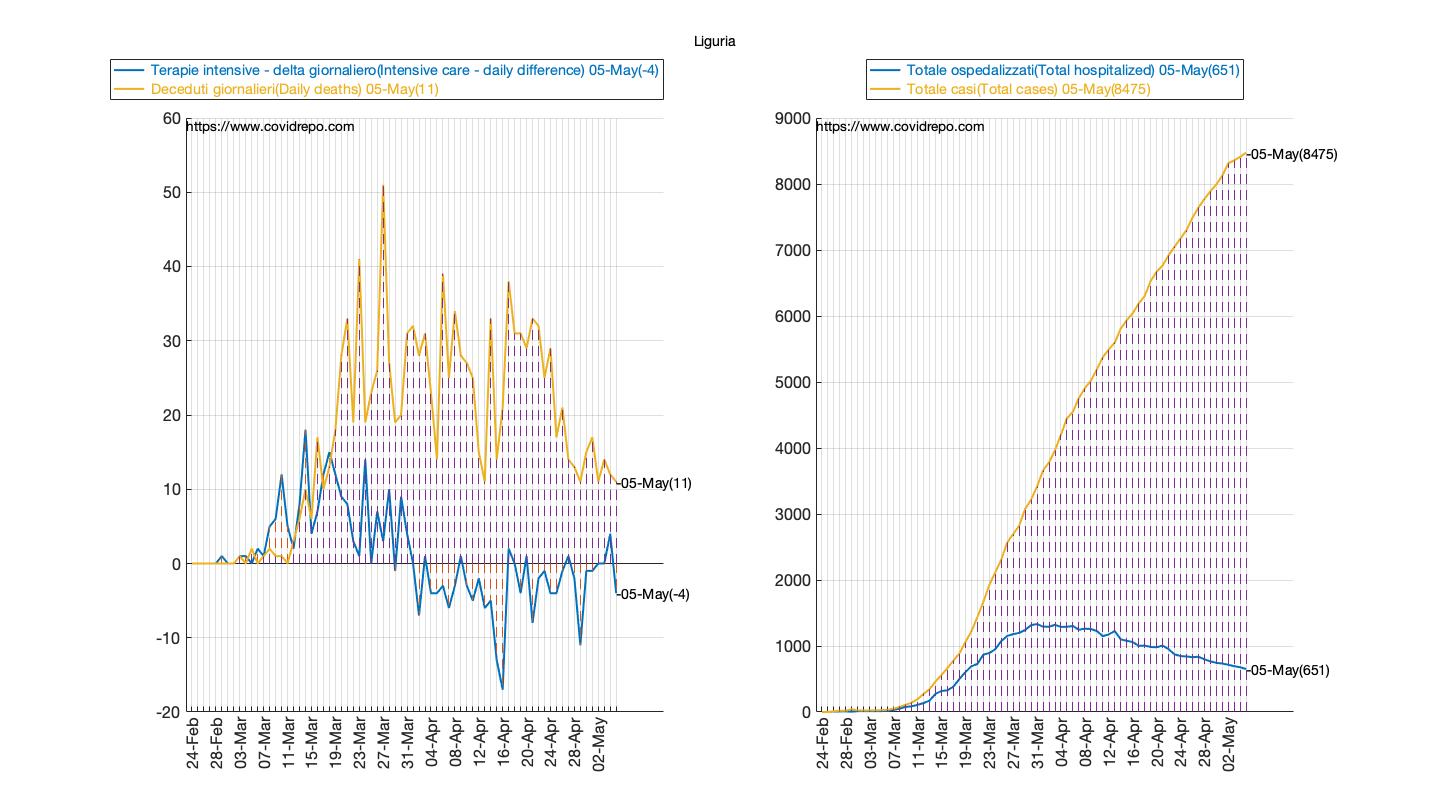 Liguria
Terapie intensive - delta giornaliero(Intensive care - daily difference) 05-May(-4)
Deceduti giornalieri(Daily deaths) 05-May(11)
https://www.covidrepo.com
60
50
40
30
20
10
0
-10
-20
-05-May(11)
-05-May(-4)
24-Feb
28-Feb
03-Mar
07-Mar
11-Mar
15-Mar
19-Mar
23-Mar
27-Mar
31-Mar
04-Apr
08-Apr
12-Apr
16-Apr
20-Apr
24-Apr
28-Apr
02-May
Totale ospedalizzati(Total hospitalized) 05-May(651)
Totale casi(Total cases) 05-May(8475)
https://www.covidrepo.com
9000
8000
7000
6000
5000
4000
3000
2000
1000
0
-05-May(8475)
-05-May(651)
24-Feb
28-Feb
03-Mar
07-Mar
11-Mar
15-Mar
19-Mar
23-Mar
27-Mar
31-Mar
04-Apr
08-Apr
12-Apr
16-Apr
20-Apr
24-Apr
28-Apr
02-May